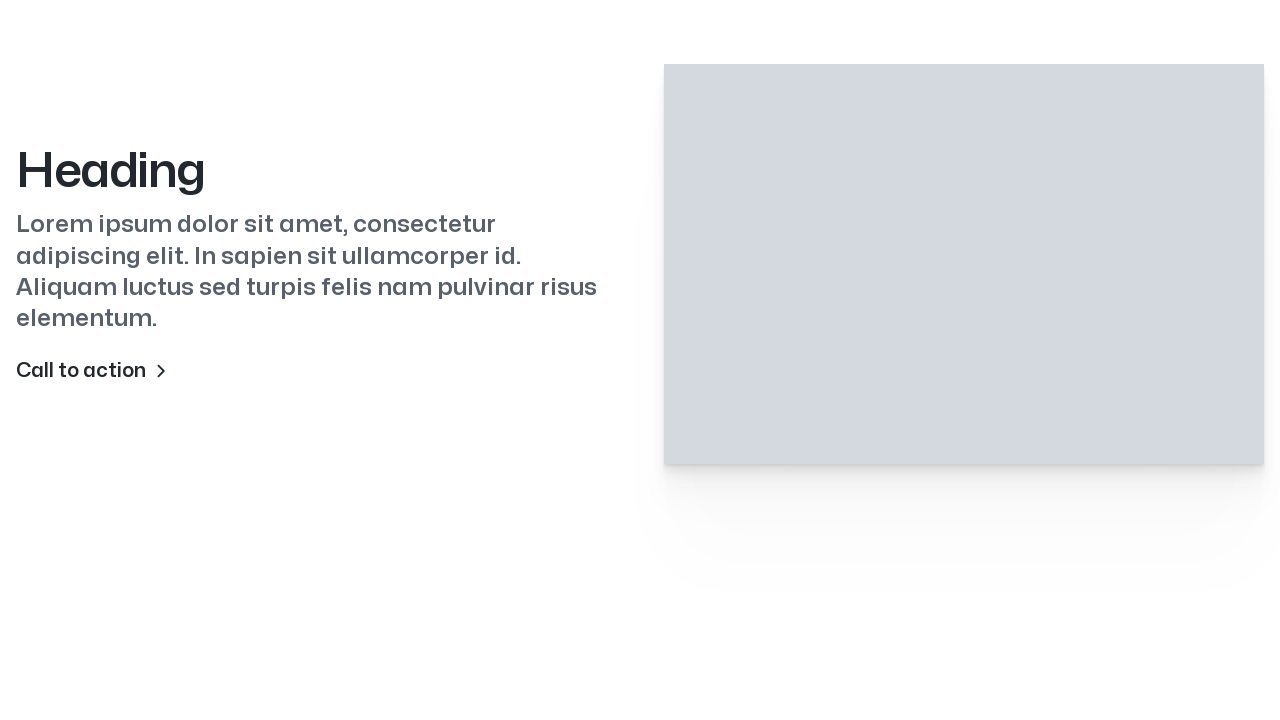 Heading
Lorem ipsum dolor sit amet, consectetur
adipiscing elit. In sapien sit ullamcorper id.
Aliquam luctus sed turpis felis nam pulvinar risus
elementum.
Call to action